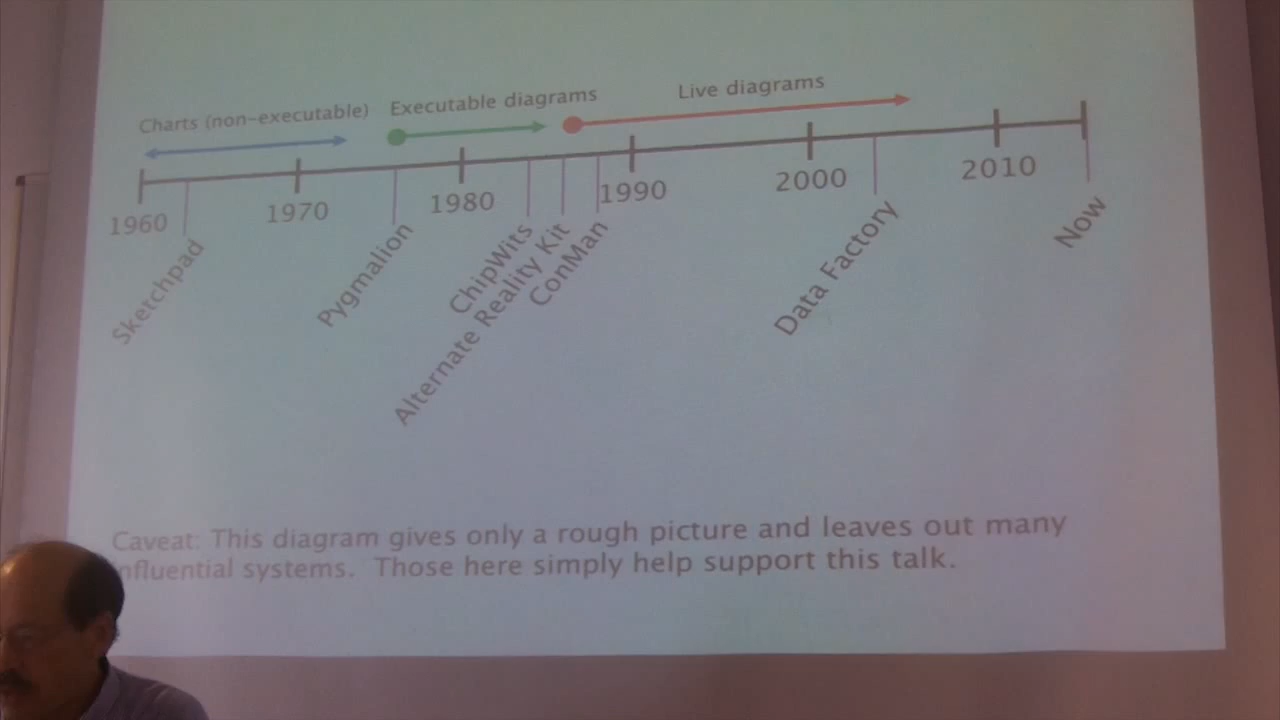 Charts (non-executable)
Executable diagrams
Live diagrams
1960
1970
1980
1990
2000
2010
Sketchpad
Pygmalion
ChipWits
Alternate Reality Kit
ConMan
Data Factory
Now
Caveat: This diagram gives only a rough picture and leaves out many
influential systems. Those here simply help support this talk.